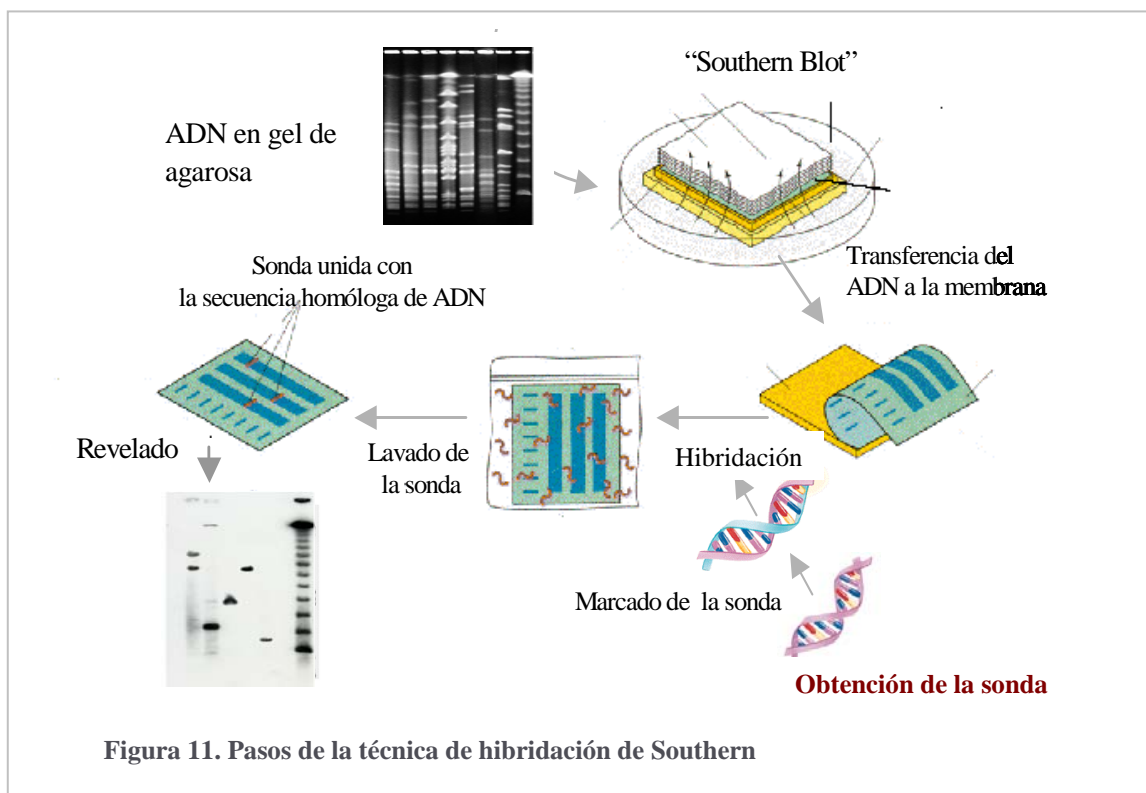 “Southern Blot”
ADN en gel de
agarosa
Transferencia del
ADN a la membrana
Sonda unida con
la secuencia homóloga de ADN
Revelado
Lavado de
la sonda
Hibridación
Marcado de la sonda
Obtención de la sonda
Figura 11. Pasos de la técnica de hibridación de Southern